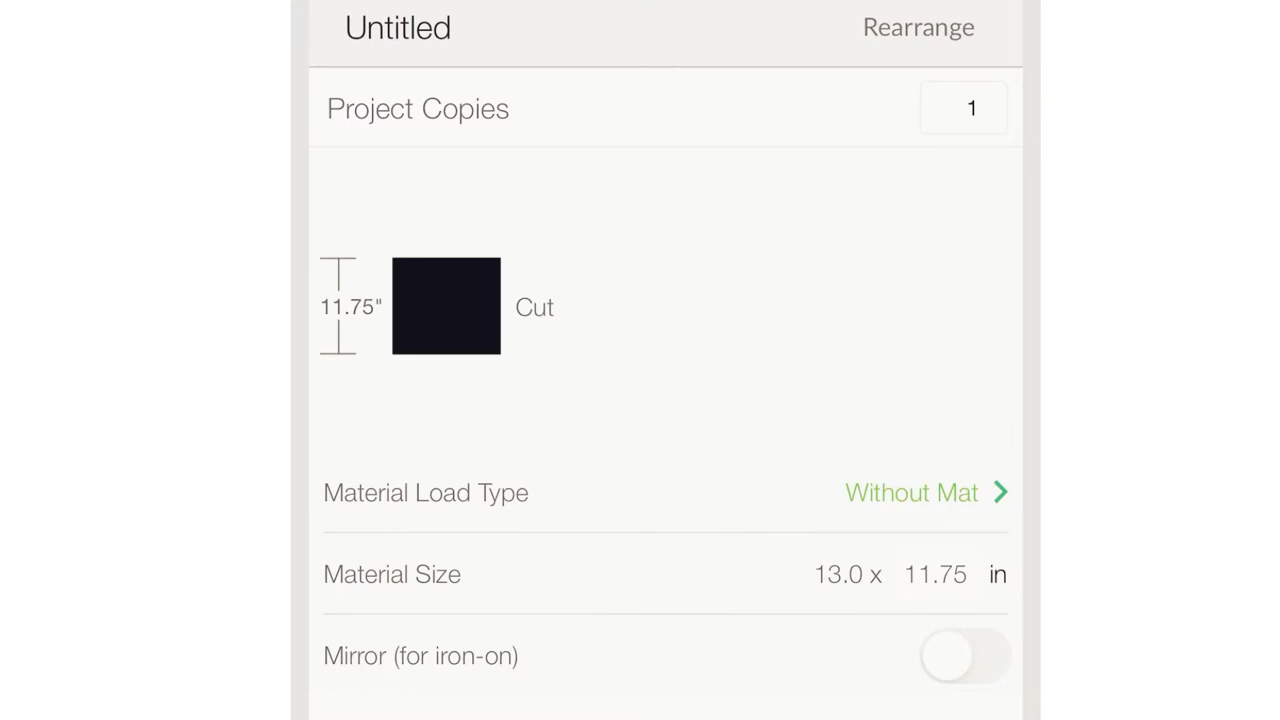 Untitled Rearrange
Project Copies 1
11.75" Cut
Material Load Type Without Mat
Material Size 13.0 x 11.75 in
Mirror (for iron-on)